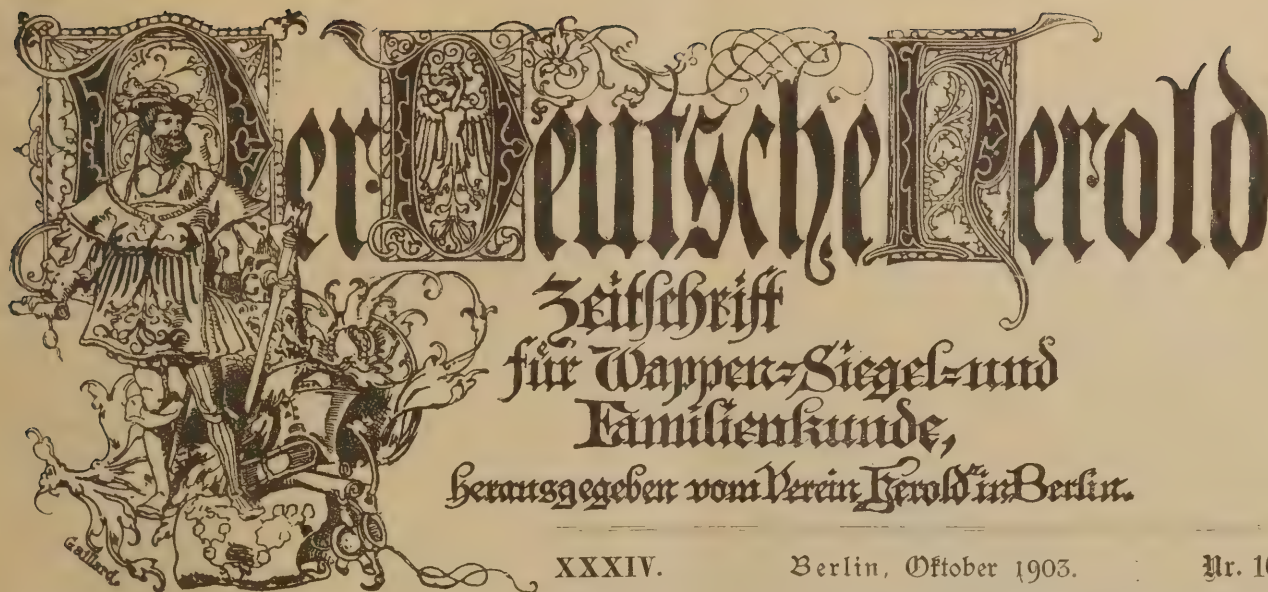 Der Deutsche Herold
Zeitschrift
für Wappen-Siegel- und
Familienkunde,
herausgegeben vom Verein „Herold“ in Berlin.
Gaillard.
XXXIV. Berlin, Oktober 1903. Nr. 10